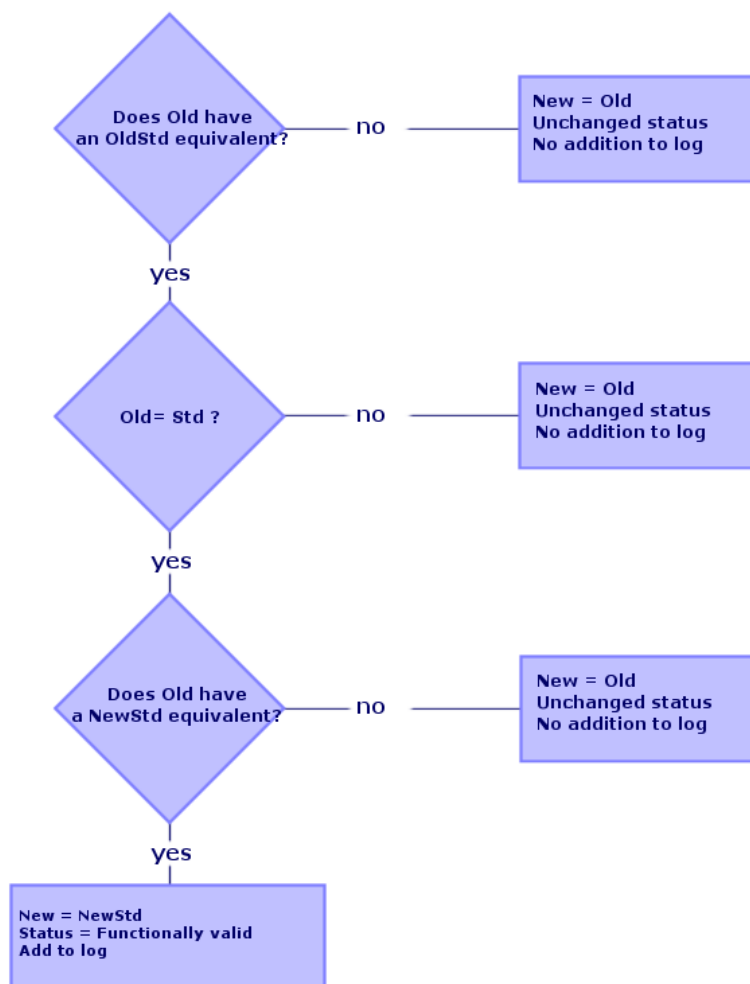 Does Old have
an OldStd equivalent?
no
New = Old
Unchanged status
No addition to log
yes
Old= Std ?
no
New = Old
Unchanged status
No addition to log
yes
Does Old have
a NewStd equivalent?
no
New = Old
Unchanged status
No addition to log
yes
New = NewStd
Status = Functionally valid
Add to log